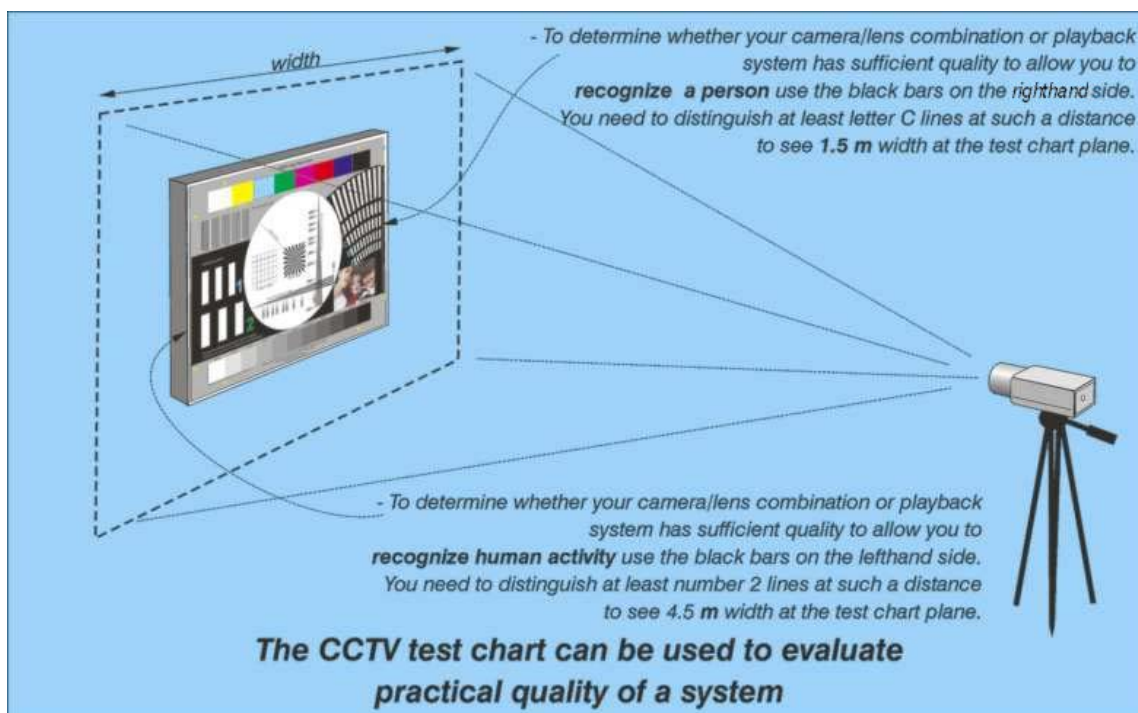 width
- To determine whether your camera/lens combination or playback
system has sufficient quality to allow you to
recognize a person use the black bars on the righthand side.
You need to distinguish at least letter C lines at such a distance
to see 1.5 m width at the test chart plane.
1
2
- To determine whether your camera/lens combination or playback
system has sufficient quality to allow you to
recognize human activity use the black bars on the lefthand side.
You need to distinguish at least number 2 lines at such a distance
to see 4.5 m width at the test chart plane.
The CCTV test chart can be used to evaluate
practical quality of a system